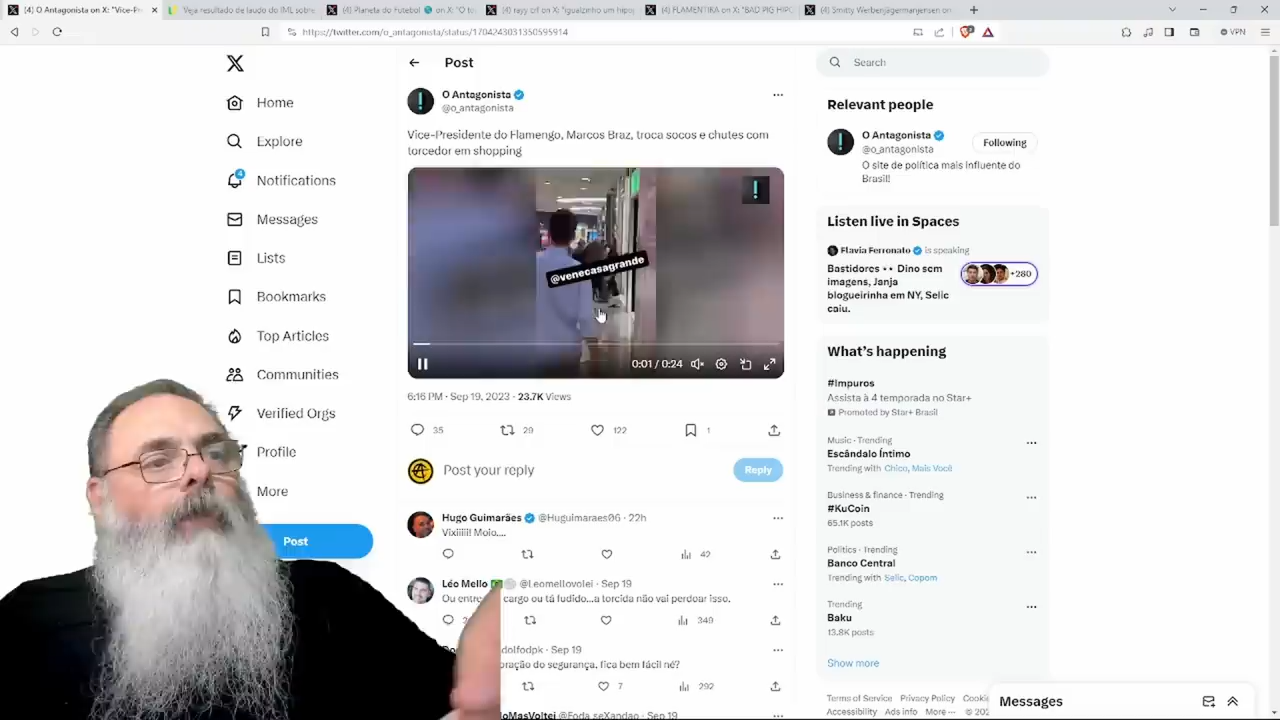 (4) O Antagonista on X: "Vice-Pr
Veja resultado de laudo do IML sobre
(4) Planeta do Futebol
on X: "O t
(4) rayy crf on X: "igualzinho um hipo
(4) FLAMENTIKA on X: "BAD PIG HIPO
(4) Smitty Werbenjägermanjensen on
https://twitter.com/o_antagonista/status/1704243031350595914
VPN
Post
Search
Home
Explore
4
Notifications
Messages
Lists
Bookmarks
Top Articles
Communities
Verified Orgs
Profile
More
Post
O Antagonista
@o_antagonista
Vice-Presidente do Flamengo, Marcos Braz, troca socos e chutes com
torcedor em shopping
@venecasagrande
0:01 / 0:24
6:16 PM · Sep 19, 2023 · 23.7K Views
35
29
122
1
Post your reply
Reply
Hugo Guimarães @Huguimaraes06 · 22h
Vixiiiii! Moio....
42
Léo Mello @Leomellovolei · Sep 19
Ou entre cargo ou tá fudido...a torcida não vai perdoar isso.
349
dolfodpk · Sep 19
oração do segurança, fica bem fácil né?
7
292
oMasVoltei @Foda_seXandao · Sep 19
Relevant people
O Antagonista
@o_antagonista
Following
O site de política mais influente do
Brasil!
Listen live in Spaces
Flavia Ferronato is speaking
Bastidores 👀 Dino sem
imagens, Janja
blogueirinha em NY, Selic
caiu.
+280
What's happening
#Impuros
Assista à 4 temporada no Star+
Promoted by Star+ Brasil
Music · Trending
Escândalo Íntimo
Trending with Chico, Mais Você
Business & finance · Trending
#KuCoin
65.1K posts
Politics · Trending
Banco Central
Trending with Selic, Copom
Trending
Baku
13.8K posts
Show more
Terms of Service Privacy Policy Cookie
Accessibility Ads info More ··· © 202
Messages